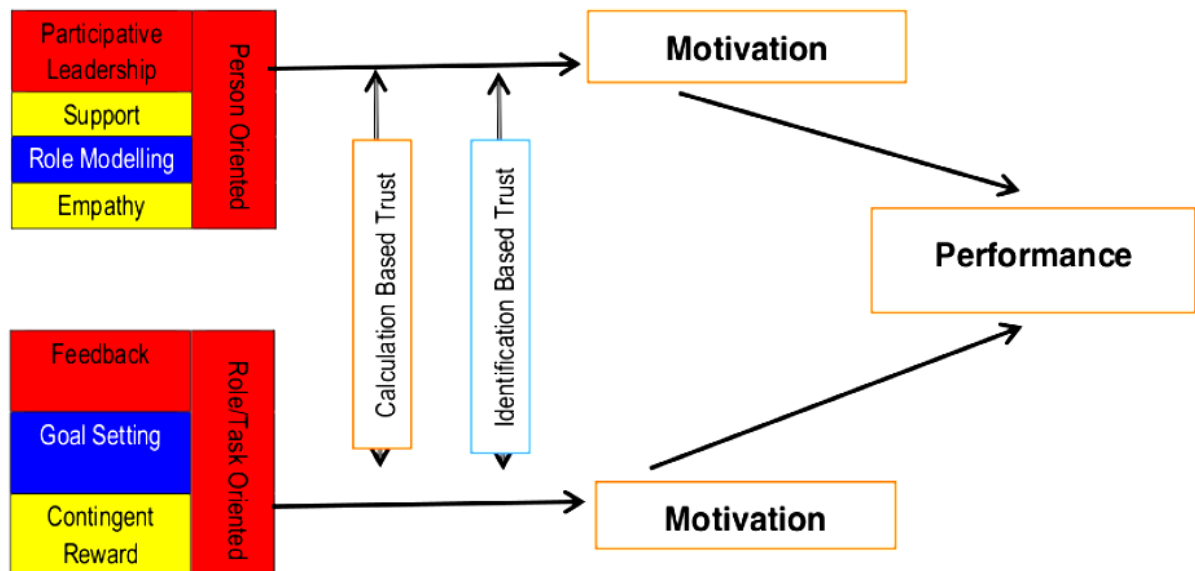 Participative
Leadership
Support
Role Modelling
Empathy
Person Oriented
Motivation
Calculation Based Trust
Identification Based Trust
Performance
Feedback
Goal Setting
Contingent
Reward
Role/Task Oriented
Motivation